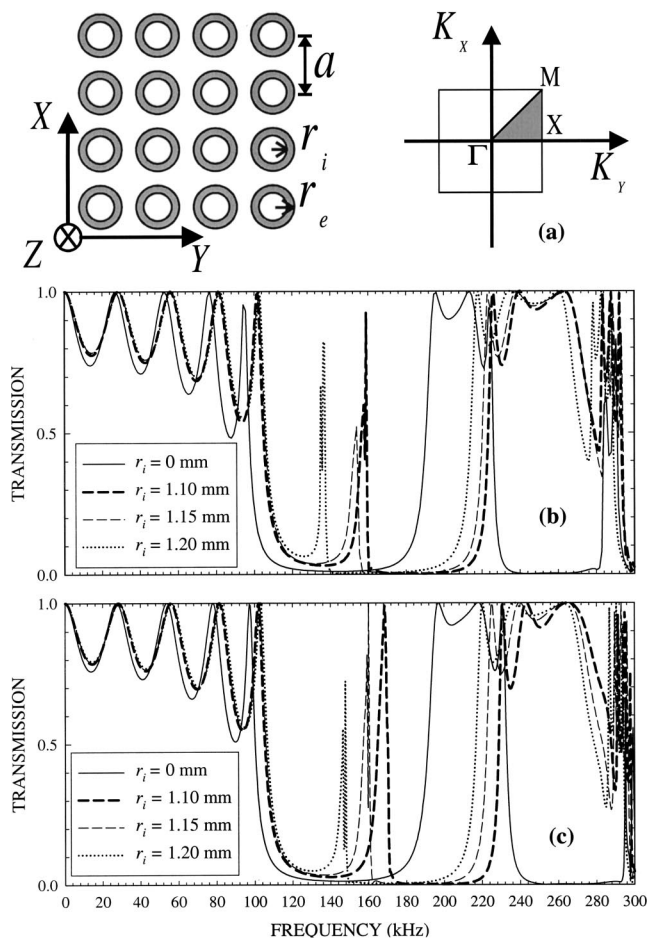 a
X
r i
r e
Z
Y
K X
M
X
Γ
K Y
(a)
1.0
0.5
0.0
TRANSMISSION
r i = 0 mm
r i = 1.10 mm
r i = 1.15 mm
r i = 1.20 mm
(b)
1.0
0.5
0.0
TRANSMISSION
r i = 0 mm
r i = 1.10 mm
r i = 1.15 mm
r i = 1.20 mm
(c)
0 20 40 60 80 100 120 140 160 180 200 220 240 260 280 300
FREQUENCY (kHz)